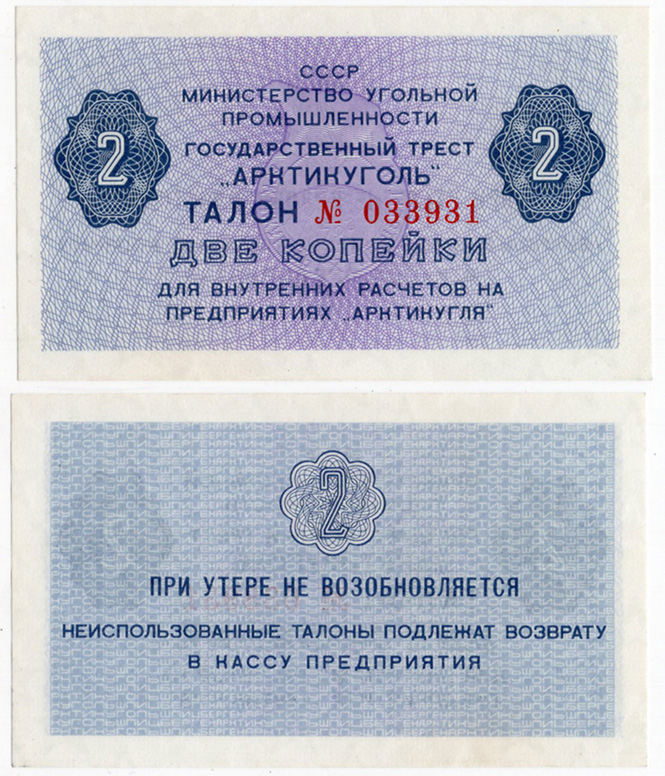 СССР
МИНИСТЕРСТВО УГОЛЬНОЙ
ПРОМЫШЛЕННОСТИ
ГОСУДАРСТВЕННЫЙ ТРЕСТ
2 „АРКТИКУГОЛЬ" 2
ТАЛОН № 033931
ДВЕ КОПЕЙКИ
ДЛЯ ВНУТРЕННИХ РАСЧЕТОВ НА
ПРЕДПРИЯТИЯХ „АРКТИКУГЛЯ"
2
ПРИ УТЕРЕ НЕ ВОЗОБНОВЛЯЕТСЯ
НЕИСПОЛЬЗОВАННЫЕ ТАЛОНЫ ПОДЛЕЖАТ ВОЗВРАТУ
В КАССУ ПРЕДПРИЯТИЯ